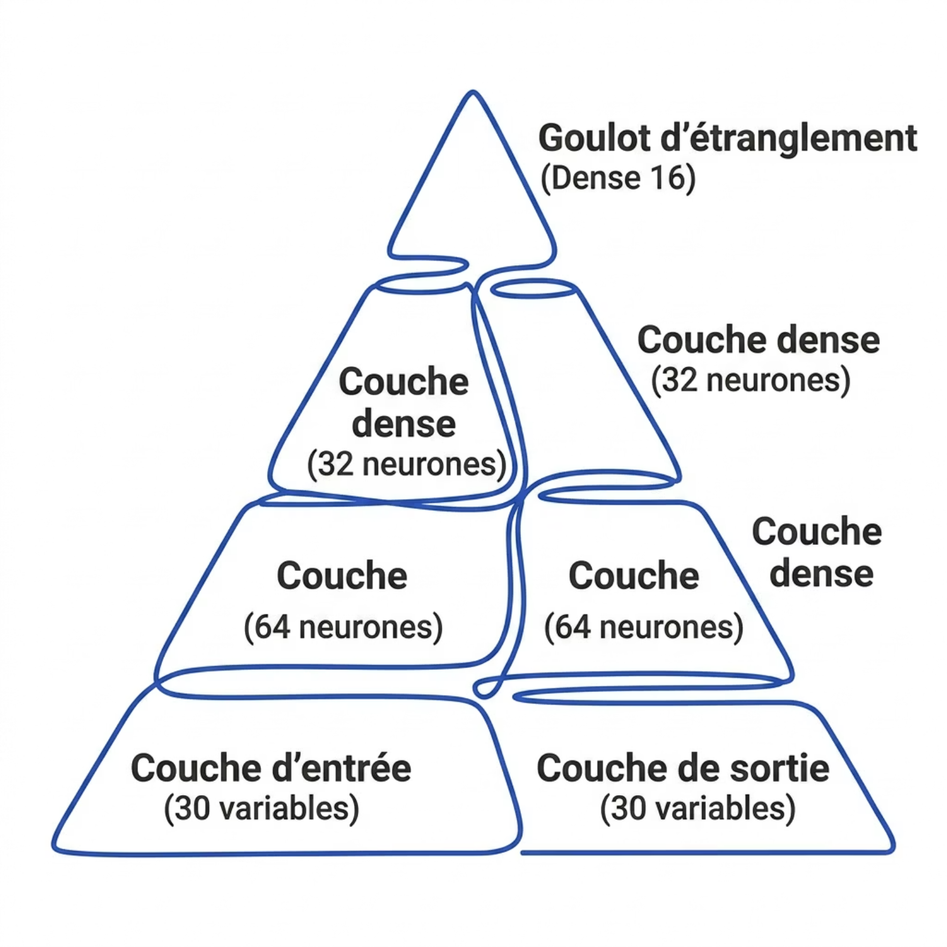 Goulot d’étranglement
(Dense 16)
Couche dense
(32 neurones)
Couche
dense
(32 neurones)
Couche
dense
Couche
(64 neurones)
Couche
(64 neurones)
Couche d’entrée
(30 variables)
Couche de sortie
(30 variables)